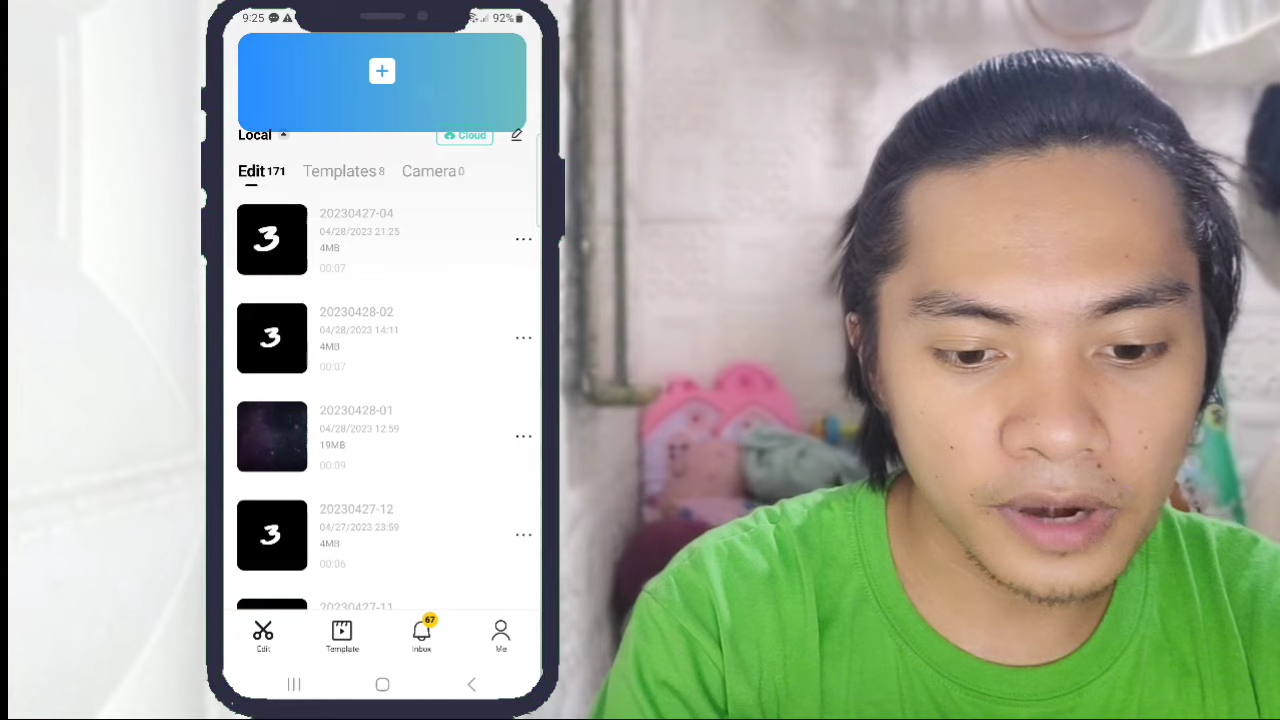 9:25 92%
Local Cloud
Edit 171 Templates 8 Camera 0
3
20230427-04
04/28/2023 21:25
4MB
00:07
3
20230428-02
04/28/2023 14:11
4MB
00:07
20230428-01
04/28/2023 12:59
19MB
00:09
3
20230427-12
04/27/2023 23:59
4MB
00:06
20230427-11
67
Edit Template Inbox Me